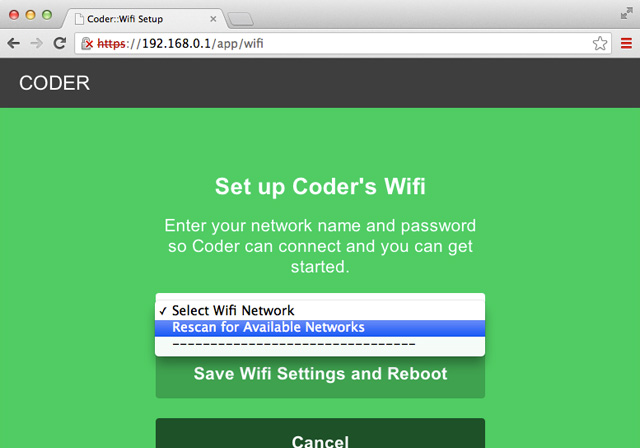 Coder::Wifi Setup
https://192.168.0.1/app/wifi
CODER
Set up Coder's Wifi
Enter your network name and password
so Coder can connect and you can get
started.
✓ Select Wifi Network
Rescan for Available Networks
--------------------------------
Save Wifi Settings and Reboot
Cancel